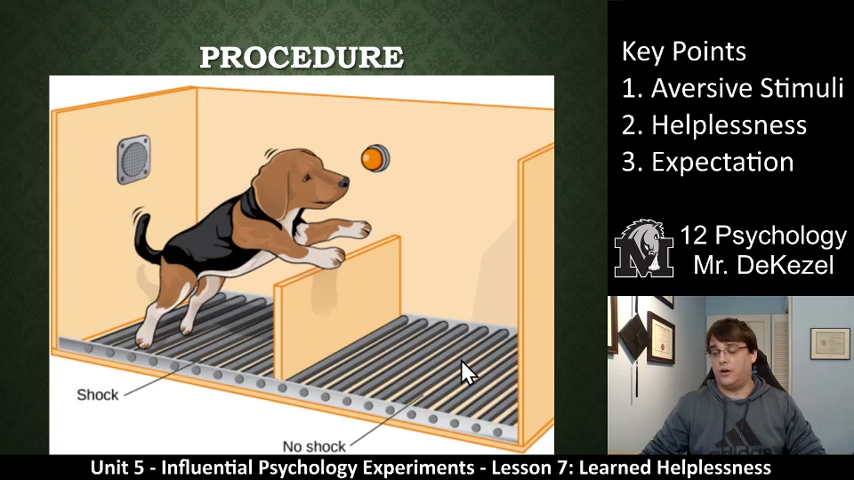 PROCEDURE
Shock
No shock
Key Points
1. Aversive Stimuli
2. Helplessness
3. Expectation
M
12 Psychology
Mr. DeKezel
adidas
Unit 5 - Influential Psychology Experiments - Lesson 7: Learned Helplessness